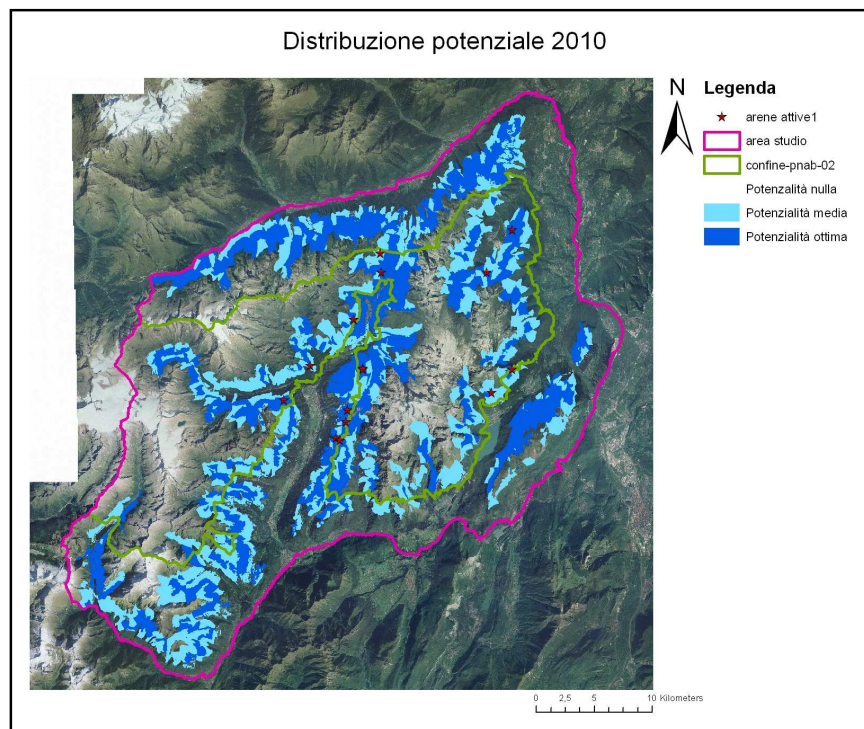 Distribuzione potenziale 2010
N
Legenda
arene attive1
area studio
confine-pnab-02
Potenzalità nulla
Potenzialità media
Potenzialità ottima
0 2,5 5 10 Kilometers